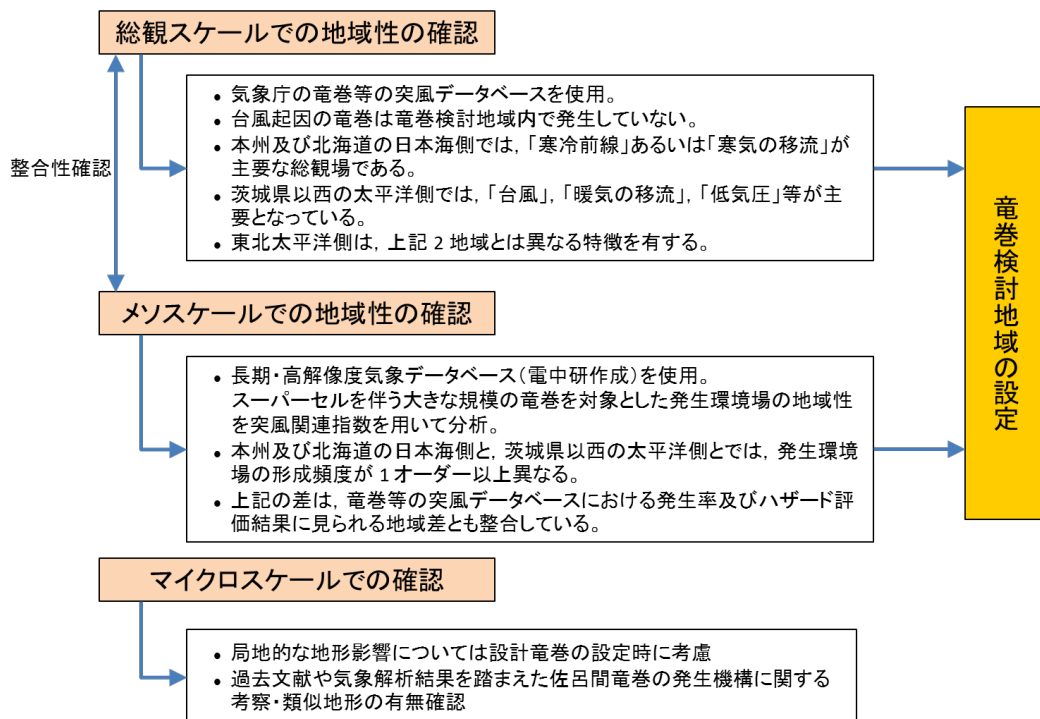 総観スケールでの地域性の確認
• 気象庁の竜巻等の突風データベースを使用。
• 台風起因の竜巻は竜巻検討地域内で発生していない。
• 本州及び北海道の日本海側では，「寒冷前線」あるいは「寒気の移流」が
主要な総観場である。
• 茨城県以西の太平洋側では，「台風」，「暖気の移流」，「低気圧」等が主
要となっている。
• 東北太平洋側は，上記 2 地域とは異なる特徴を有する。
整合性確認
メソスケールでの地域性の確認
• 長期・高解像度気象データベース（電中研作成）を使用。
スーパーセルを伴う大きな規模の竜巻を対象とした発生環境場の地域性
を突風関連指数を用いて分析。
• 本州及び北海道の日本海側と，茨城県以西の太平洋側とでは，発生環境
場の形成頻度が 1 オーダー以上異なる。
• 上記の差は，竜巻等の突風データベースにおける発生率及びハザード評
価結果に見られる地域差とも整合している。
マイクロスケールでの確認
• 局地的な地形影響については設計竜巻の設定時に考慮
• 過去文献や気象解析結果を踏まえた佐呂間竜巻の発生機構に関する
考察・類似地形の有無確認
竜巻検討地域の設定